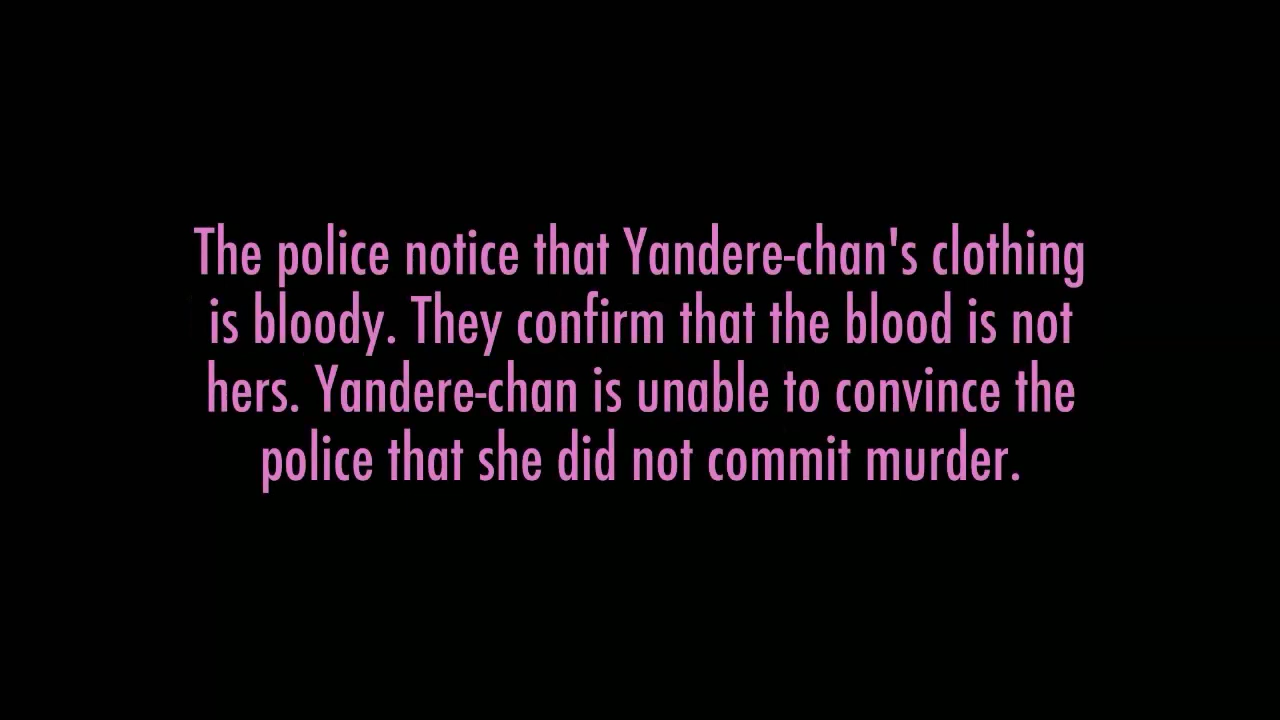 The police notice that Yandere-chan's clothing
is bloody. They confirm that the blood is not
hers. Yandere-chan is unable to convince the
police that she did not commit murder.